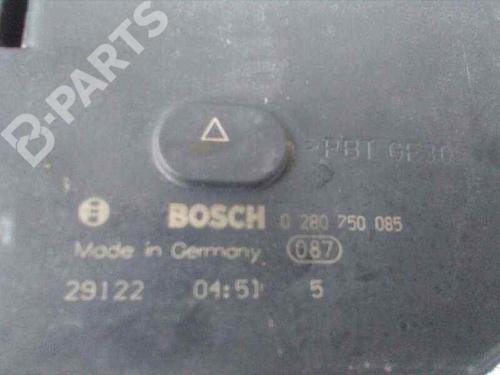 B-PARTS
>PBT GF30
BOSCH 0 280 750 085
Made in Germany 087
29122 04:51 5